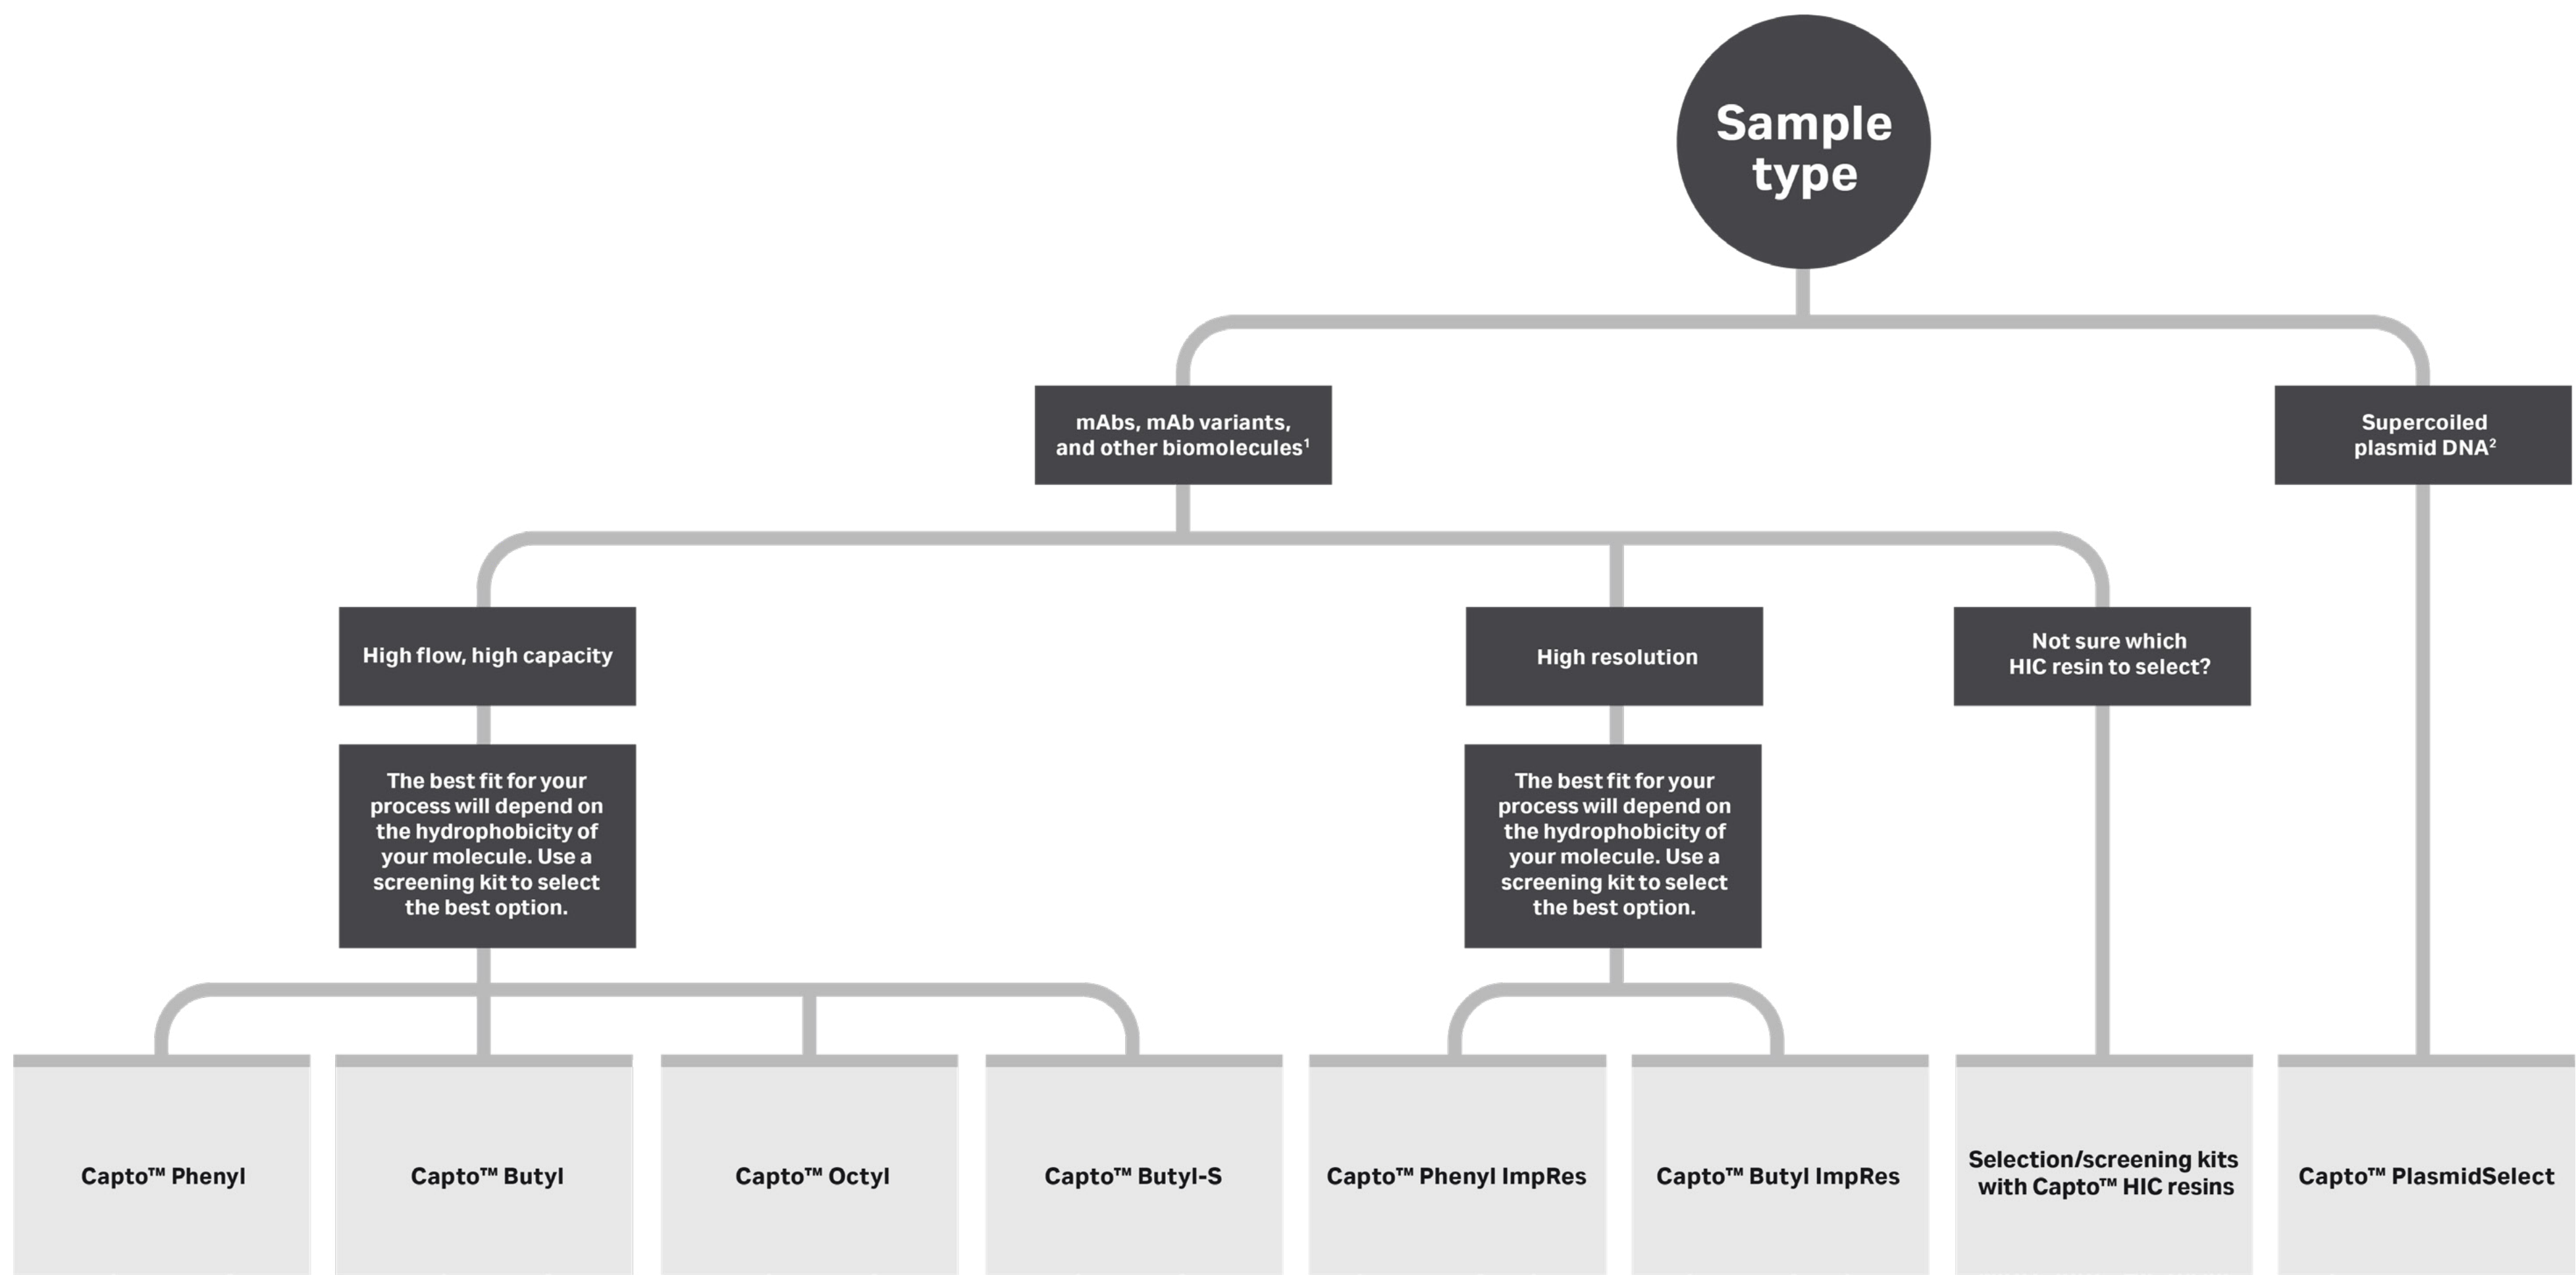 Sample
type
mAbs, mAb variants,
and other biomolecules¹
Supercoiled
plasmid DNA²
High flow, high capacity
High resolution
Not sure which
HIC resin to select?
The best fit for your
process will depend on
the hydrophobicity of
your molecule. Use a
screening kit to select
the best option.
The best fit for your
process will depend on
the hydrophobicity of
your molecule. Use a
screening kit to select
the best option.
Capto™ Phenyl
Capto™ Butyl
Capto™ Octyl
Capto™ Butyl-S
Capto™ Phenyl ImpRes
Capto™ Butyl ImpRes
Selection/screening kits
with Capto™ HIC resins
Capto™ PlasmidSelect